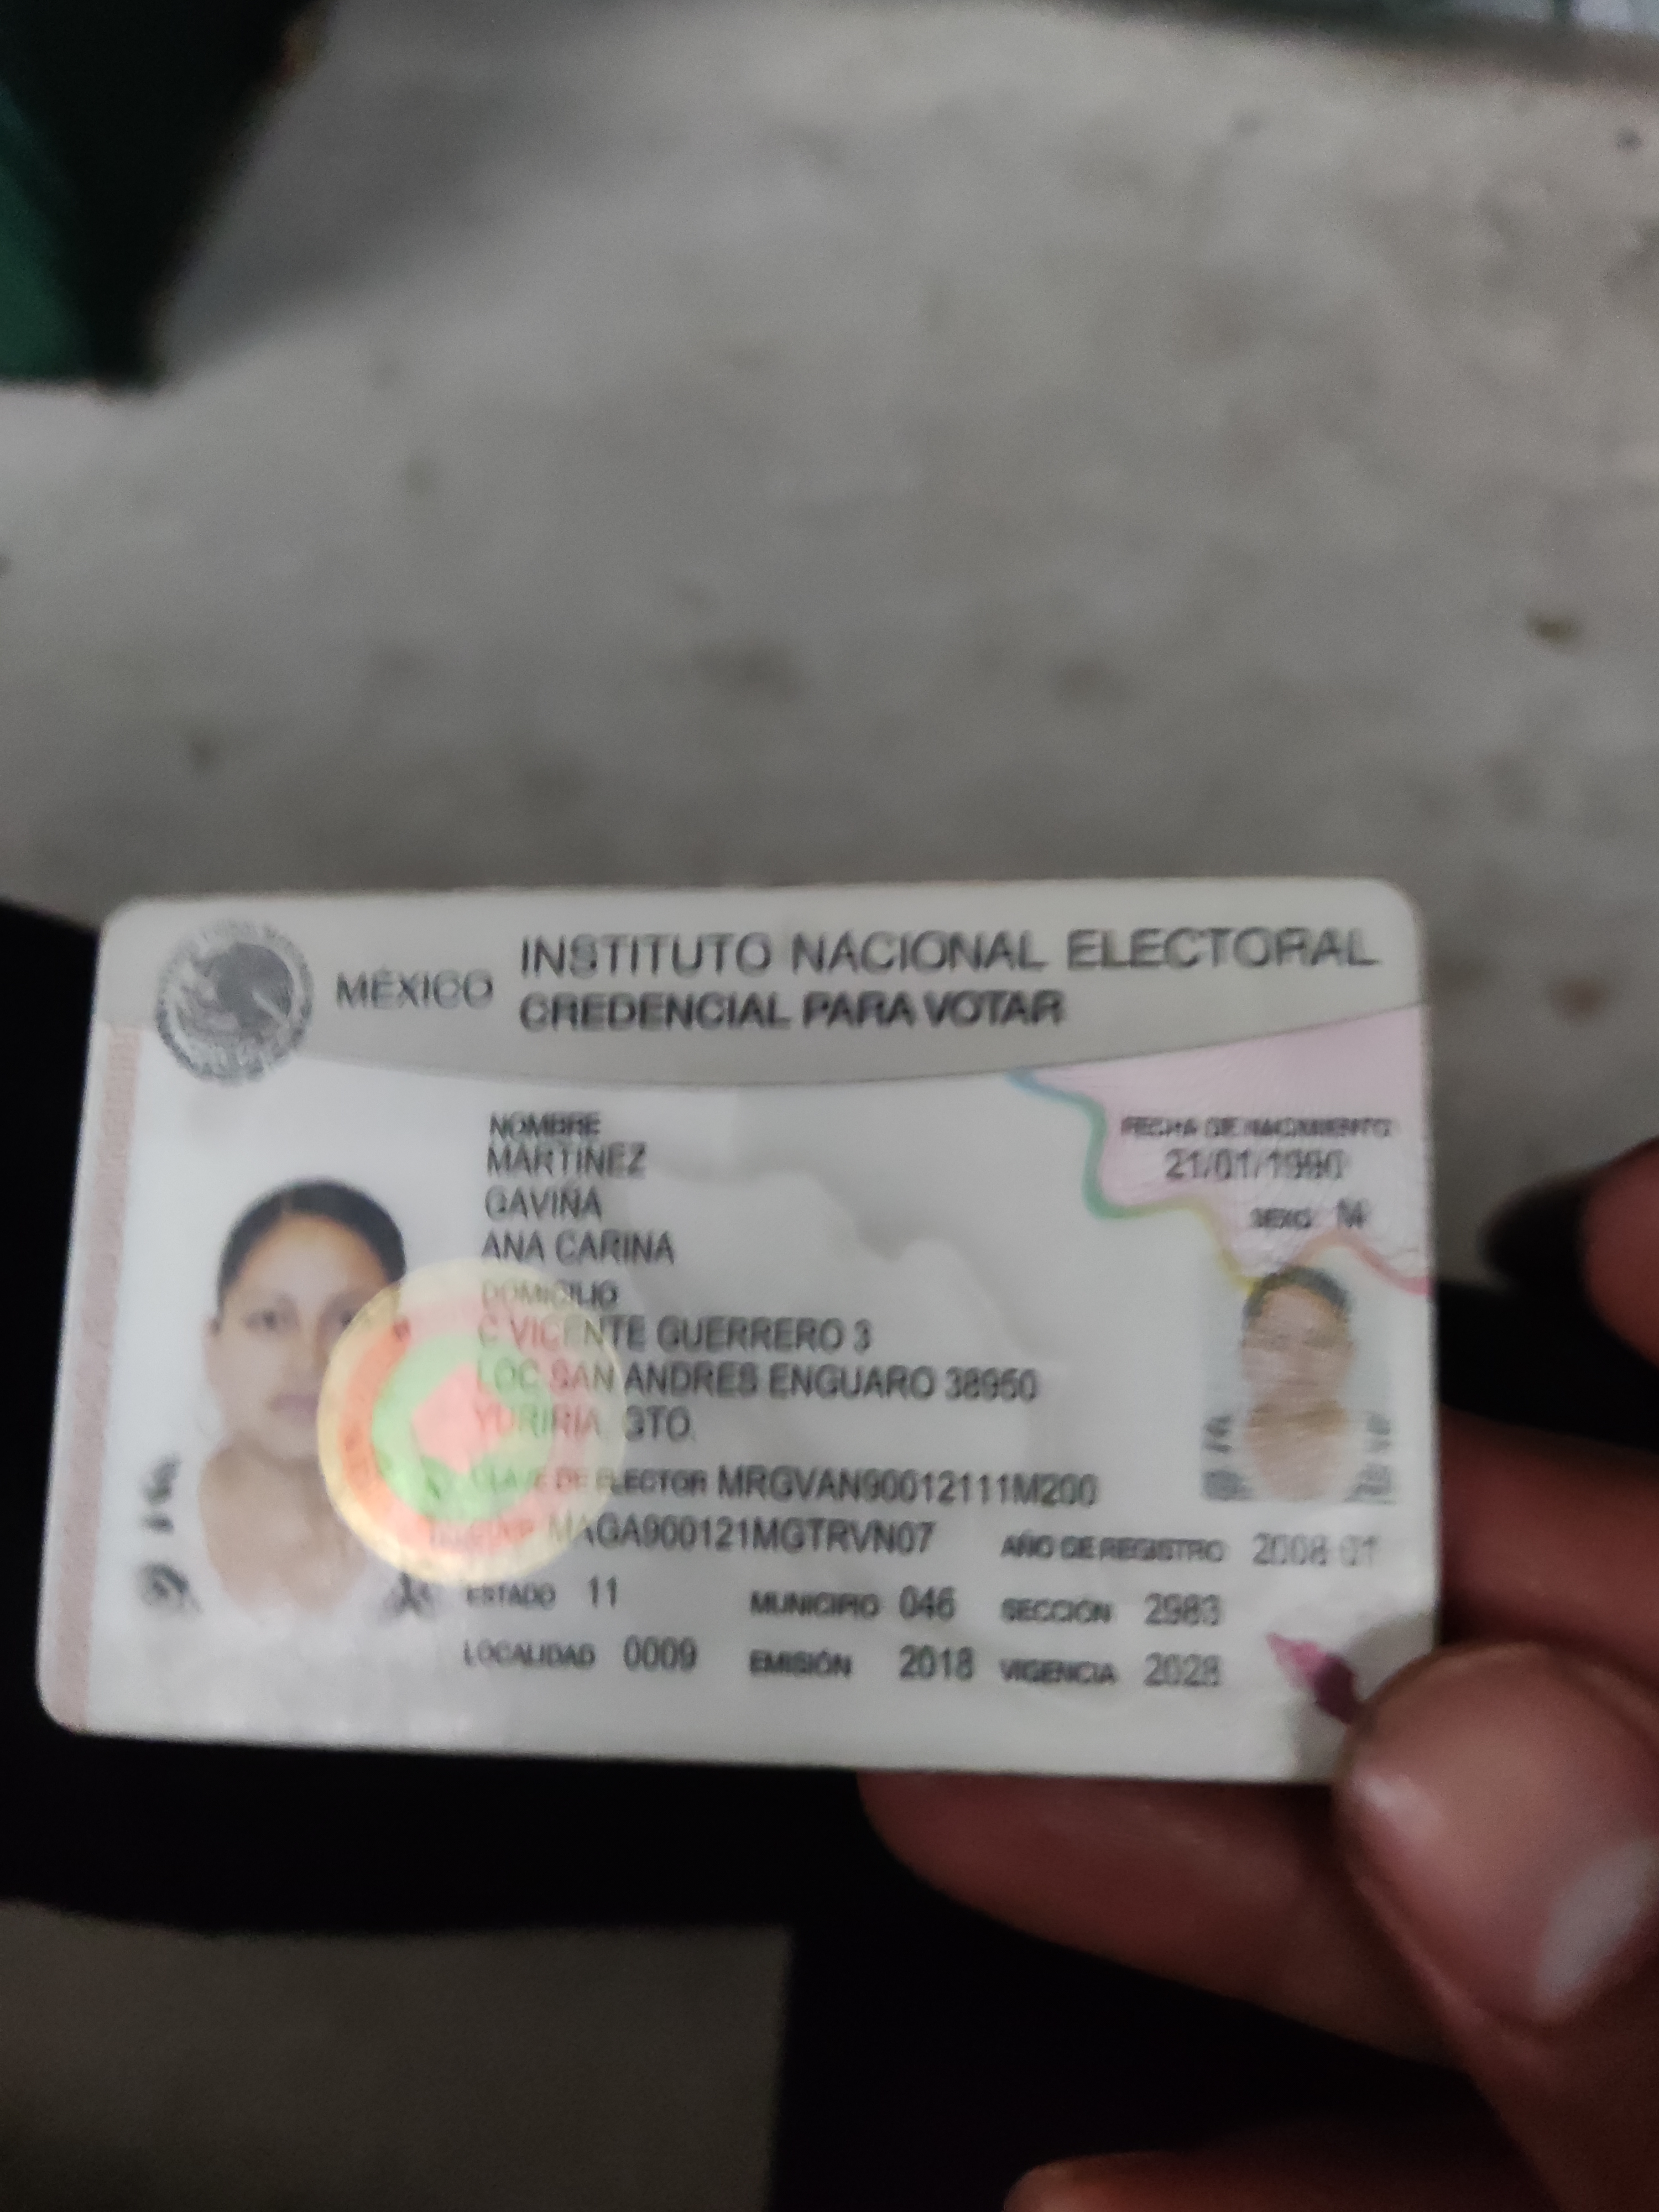 MÉXICO
INSTITUTO NACIONAL ELECTORAL
CREDENCIAL PARA VOTAR
NOMBRE
MARTINEZ
GAVIÑA
ANA CARINA
FECHA DE NACIMIENTO
21/01/1990
SEXO M
DOMICILIO
C VICENTE GUERRERO 3
LOC SAN ANDRES ENGUARO 38950
YURIRIA, GTO.
CLAVE DE ELECTOR MRGVAN90012111M200
CURP MAGA900121MGTRVN07 AÑO DE REGISTRO 2008 01
ESTADO 11 MUNICIPIO 046 SECCIÓN 2983
LOCALIDAD 0009 EMISIÓN 2018 VIGENCIA 2028